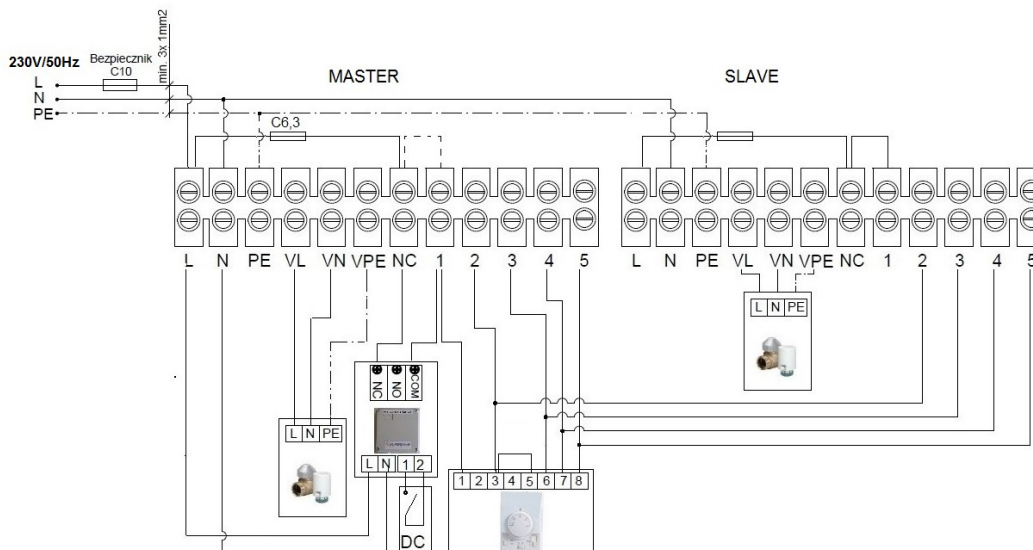 230V/50Hz
Bezpiecznik
C10
min. 3x 1mm2
L
N
PE
MASTER
SLAVE
C6,3
L N PE VL VN VPE NC 1 2 3 4 5
L N PE VL VN VPE NC 1 2 3 4 5
L N PE
NC NO COM
L N PE
L N 1 2
1 2 3 4 5 6 7 8
DC